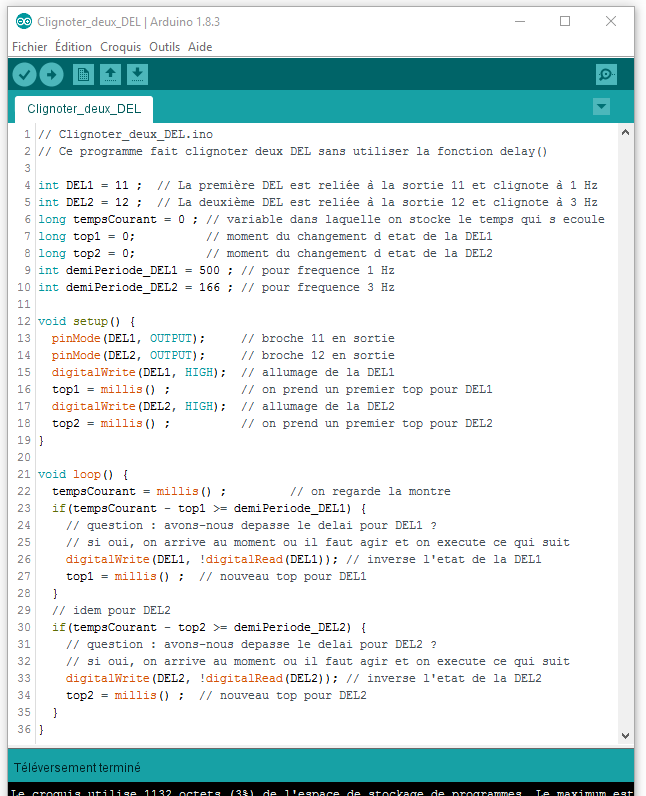 Clignoter_deux_DEL | Arduino 1.8.3
Fichier Édition Croquis Outils Aide
Clignoter_deux_DEL
1 // Clignoter_deux_DEL.ino
2 // Ce programme fait clignoter deux DEL sans utiliser la fonction delay()
3
4 int DEL1 = 11 ;  // La première DEL est reliée à la sortie 11 et clignote à 1 Hz
5 int DEL2 = 12 ;  // La deuxième DEL est reliée à la sortie 12 et clignote à 3 Hz
6 long tempsCourant = 0 ; // variable dans laquelle on stocke le temps qui s ecoule
7 long top1 = 0;          // moment du changement d etat de la DEL1
8 long top2 = 0;          // moment du changement d etat de la DEL2
9 int demiPeriode_DEL1 = 500 ; // pour frequence 1 Hz
10 int demiPeriode_DEL2 = 166 ; // pour frequence 3 Hz
11
12 void setup() {
13   pinMode(DEL1, OUTPUT);     // broche 11 en sortie
14   pinMode(DEL2, OUTPUT);     // broche 12 en sortie
15   digitalWrite(DEL1, HIGH);  // allumage de la DEL1
16   top1 = millis() ;          // on prend un premier top pour DEL1
17   digitalWrite(DEL2, HIGH);  // allumage de la DEL2
18   top2 = millis() ;          // on prend un premier top pour DEL2
19 }
20
21 void loop() {
22   tempsCourant = millis() ;         // on regarde la montre
23   if(tempsCourant - top1 >= demiPeriode_DEL1) {
24     // question : avons-nous depasse le delai pour DEL1 ?
25     // si oui, on arrive au moment ou il faut agir et on execute ce qui suit
26     digitalWrite(DEL1, !digitalRead(DEL1)); // inverse l'etat de la DEL1
27     top1 = millis() ;  // nouveau top pour DEL1
28   }
29   // idem pour DEL2
30   if(tempsCourant - top2 >= demiPeriode_DEL2) {
31     // question : avons-nous depasse le delai pour DEL2 ?
32     // si oui, on arrive au moment ou il faut agir et on execute ce qui suit
33     digitalWrite(DEL2, !digitalRead(DEL2)); // inverse l'etat de la DEL2
34     top2 = millis() ;  // nouveau top pour DEL2
35   }
36 }
Téléversement terminé
Le croquis utilise 1132 octets (3%) de l'espace de stockage de programmes. Le maximum est